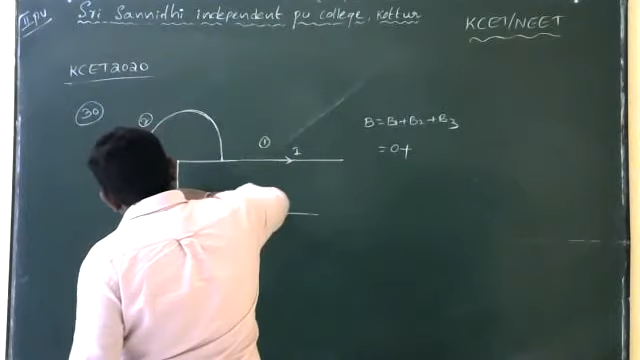 II PU
Sri Sannidhi independent pu college, Kottur
KCET/NEET
KCET 2020
30
2
1
I
B = B1 + B2 + B3
= 0 +